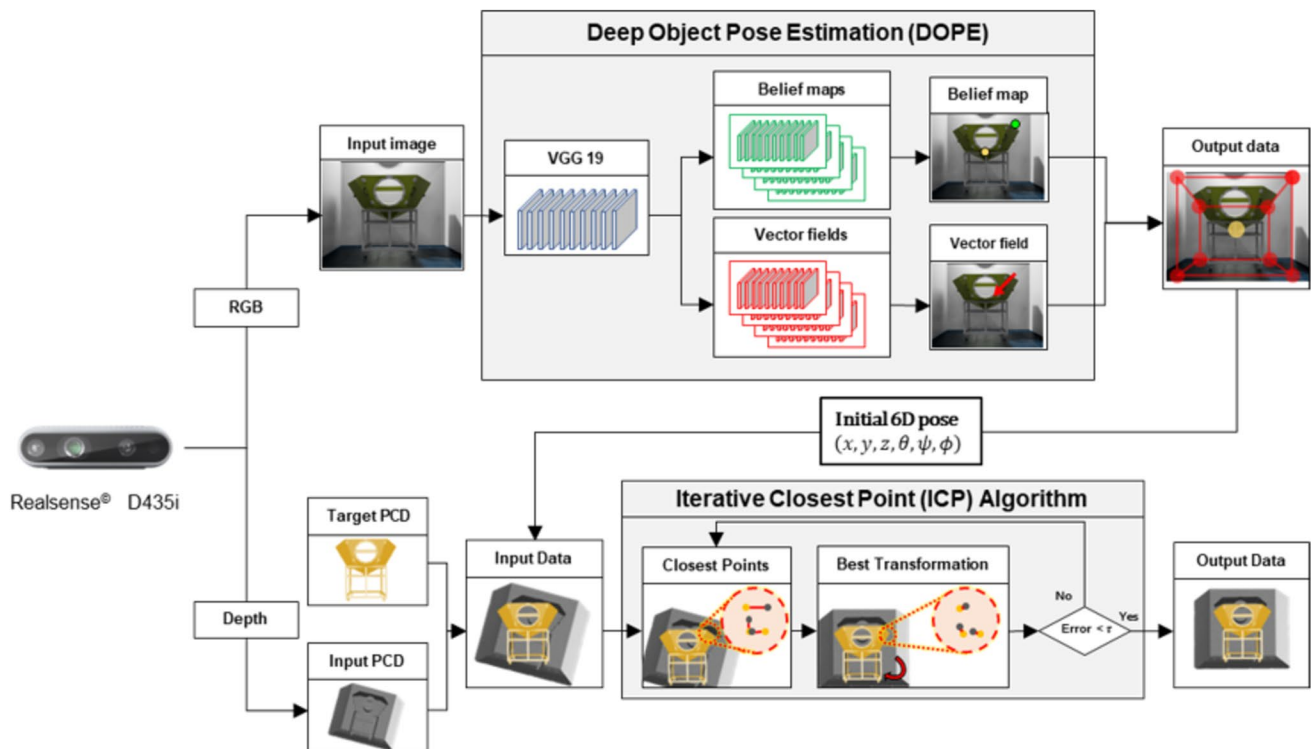 Deep Object Pose Estimation (DOPE)
Input image
VGG 19
Belief maps
Belief map
Vector fields
Vector field
Output data
RGB
Realsense© D435i
Depth
Initial 6D pose
(x, y, z, θ, ψ, ϕ)
Target PCD
Input PCD
Input Data
Iterative Closest Point (ICP) Algorithm
Closest Points
Best Transformation
No
Error < τ
Yes
Output Data